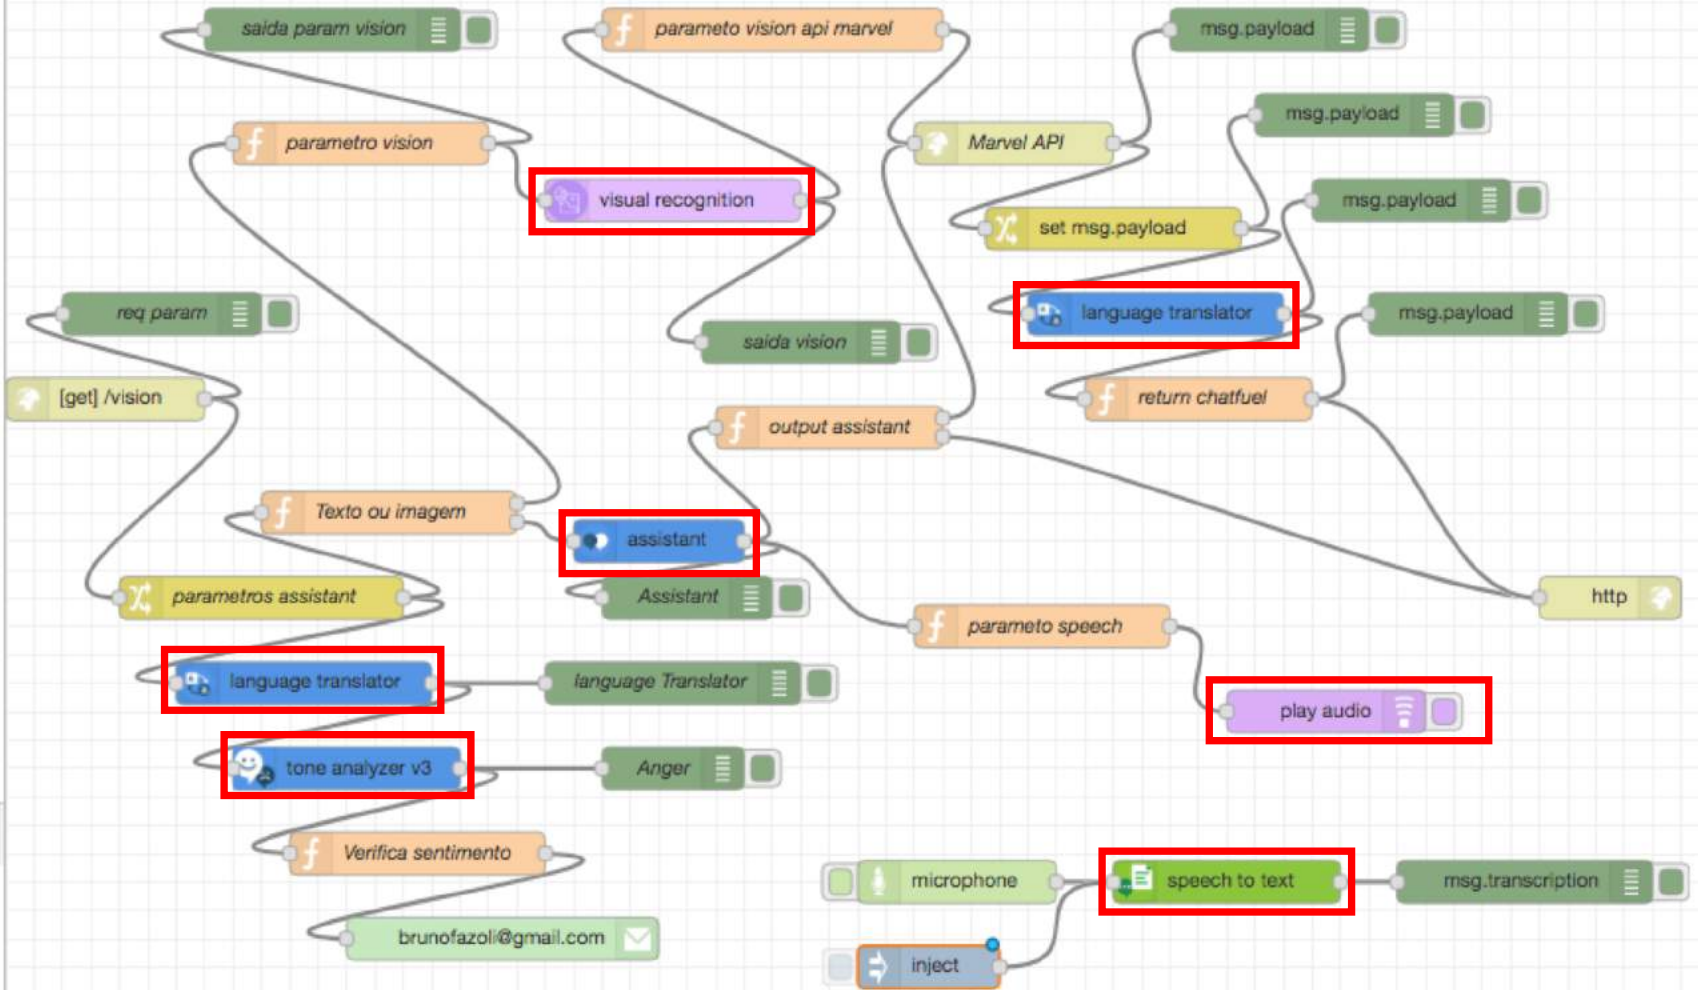 saida param vision
parameto vision api marvel
msg.payload
msg.payload
parametro vision
Marvel API
visual recognition
msg.payload
set msg.payload
req param
language translator
msg.payload
saida vision
[get] /vision
return chatfuel
output assistant
Texto ou imagem
assistant
parametros assistant
Assistant
http
parameto speech
language translator
language Translator
play audio
tone analyzer v3
Anger
Verifica sentimento
microphone
speech to text
msg.transcription
brunofazoli@gmail.com
inject